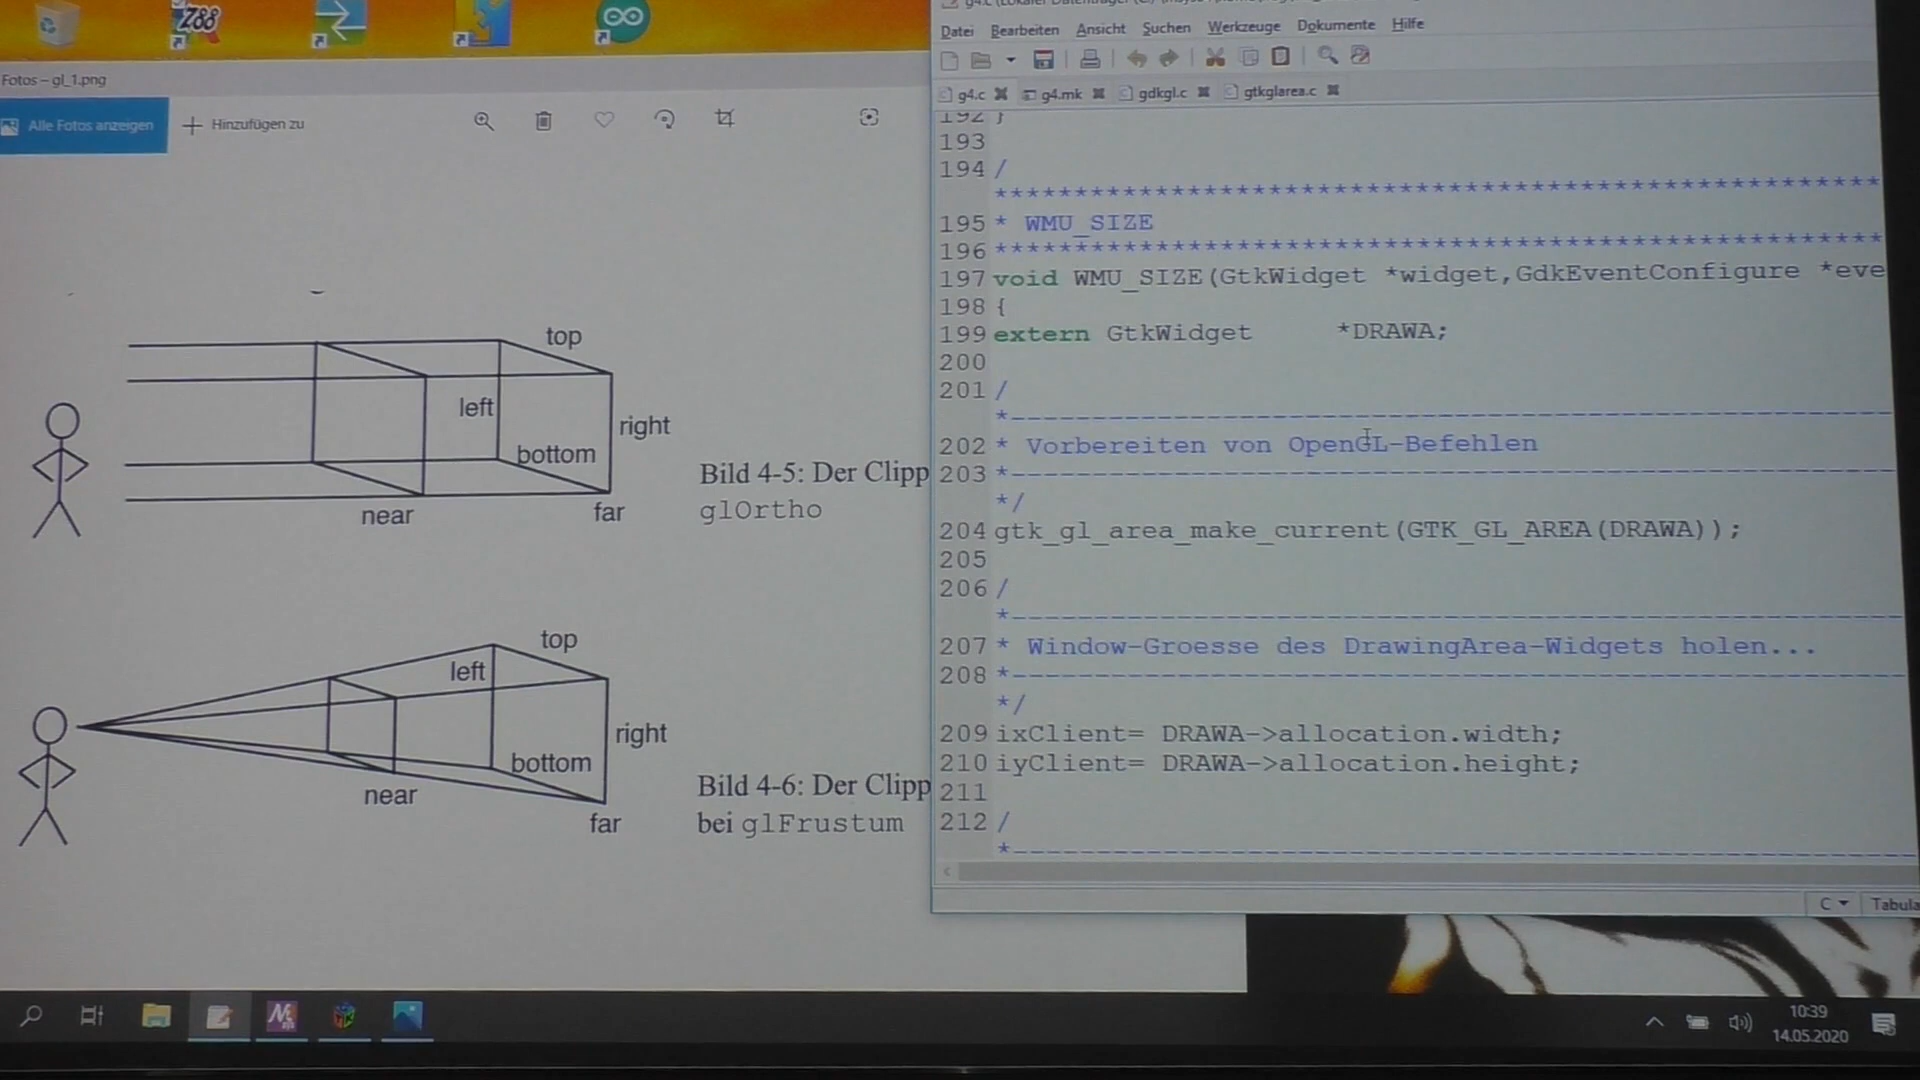 Z88
Fotos – gl_1.png
Alle Fotos anzeigen
Hinzufügen zu
top
left
right
bottom
near
far
Bild 4-5: Der Clipp
glOrtho
top
left
right
bottom
near
far
Bild 4-6: Der Clipp
bei glFrustum
Datei Bearbeiten Ansicht Suchen Werkzeuge Dokumente Hilfe
g4.c g4.mk gdkgl.c gtkglarea.c
192 }
193
194 /
*******************************************************
195 * WMU_SIZE
196 *******************************************************
197 void WMU_SIZE(GtkWidget *widget,GdkEventConfigure *eve
198 {
199 extern GtkWidget *DRAWA;
200
201 /
*-------------------------------------------------------
202 * Vorbereiten von OpenGL-Befehlen
203 *-------------------------------------------------------
*/
204 gtk_gl_area_make_current(GTK_GL_AREA(DRAWA));
205
206 /
*-------------------------------------------------------
207 * Window-Groesse des DrawingArea-Widgets holen...
208 *-------------------------------------------------------
*/
209 ixClient= DRAWA->allocation.width;
210 iyClient= DRAWA->allocation.height;
211
212 /
*-------------------------------------------------------
C
Tabula
10:39
14.05.2020